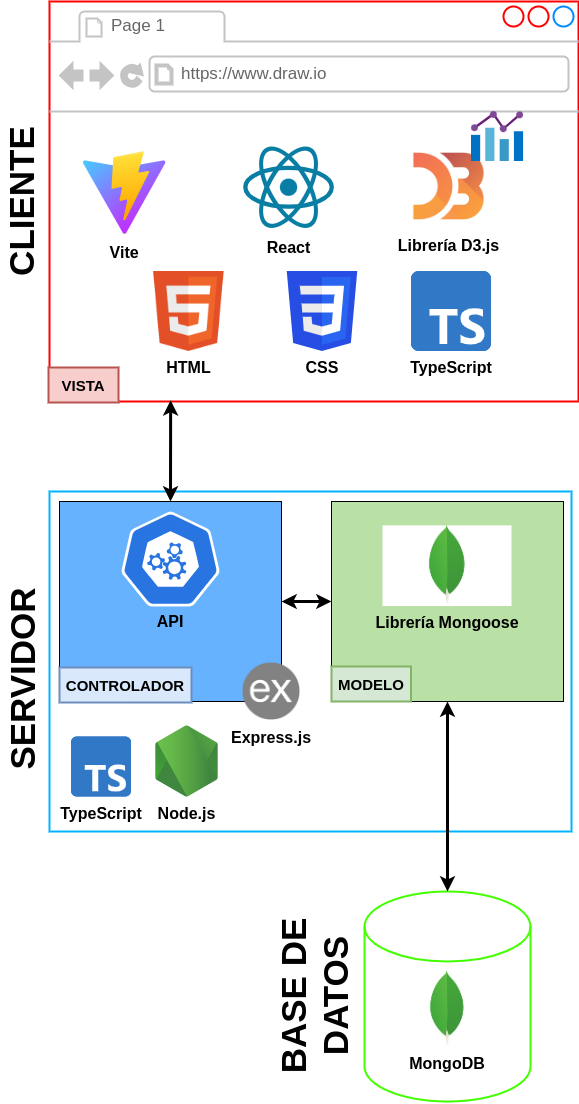 Page 1
https://www.draw.io
CLIENTE
Vite
React
Librería D3.js
HTML
CSS
TS
TypeScript
VISTA
SERVIDOR
API
Librería Mongoose
CONTROLADOR
MODELO
ex
Express.js
TS
TypeScript
Node.js
BASE DE
DATOS
MongoDB